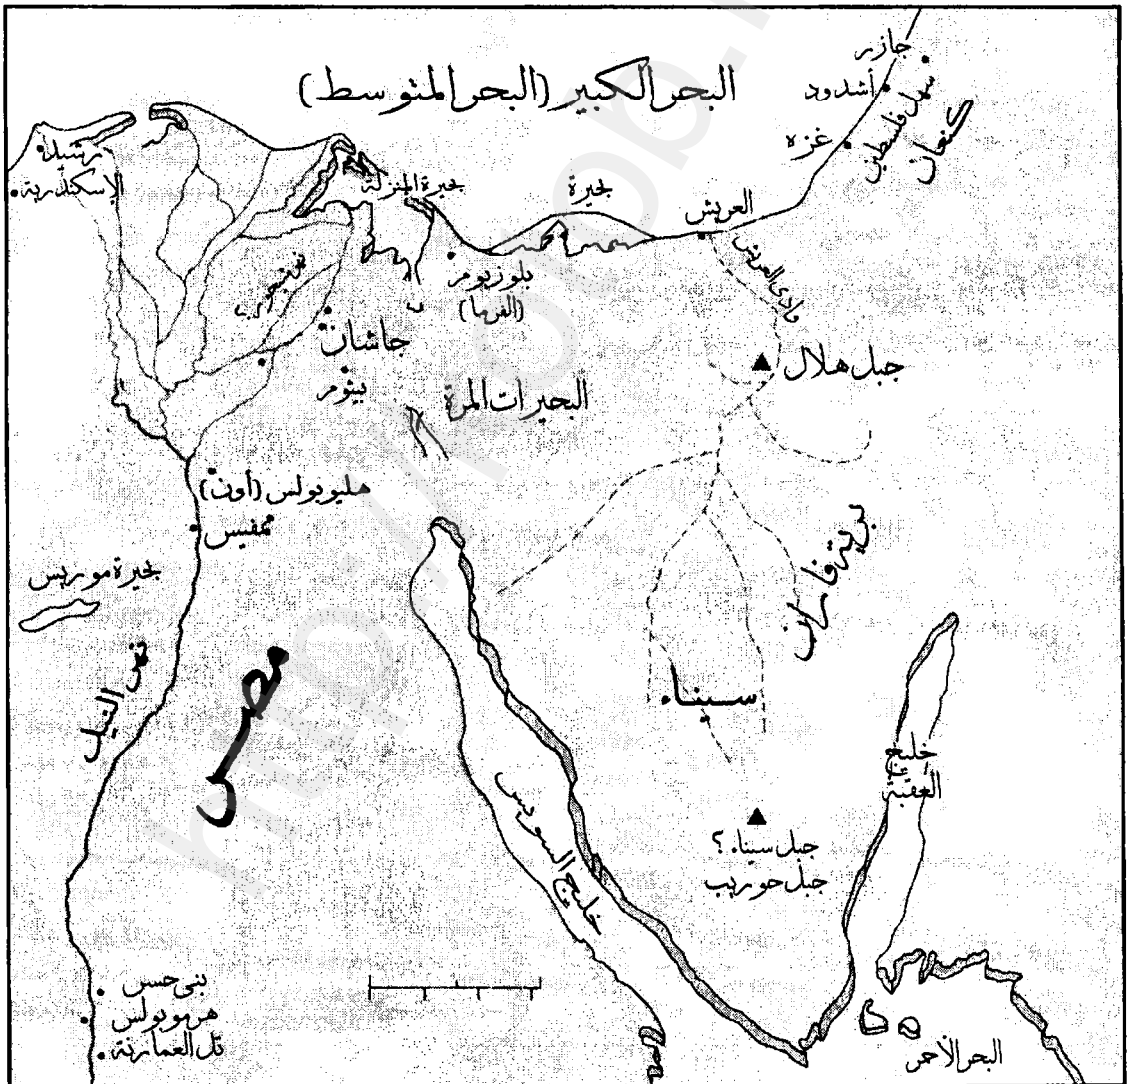 البحر الكبير (البحر المتوسط)
جازر
أشدود
سهل فلسطين
كنعان
غزه
رشيد
الإسكندرية
بحيرة المنزلة
بحيرة
العريش
وادى العريش
بلوزيوم
(الفرما)
جاشان
بيثوم
البحيرات المرة
جبل هلال
هليوبولس (أون)
ممفيس
بحيرة موريس
نهر النيل
مصر
برية فاران
سيناء
خليج
العقبة
خليج السويس
جبل سيناء ؟
جبل حوريب
بنى حسن
هرموبولس
تل العمارنة
البحر الأحمر